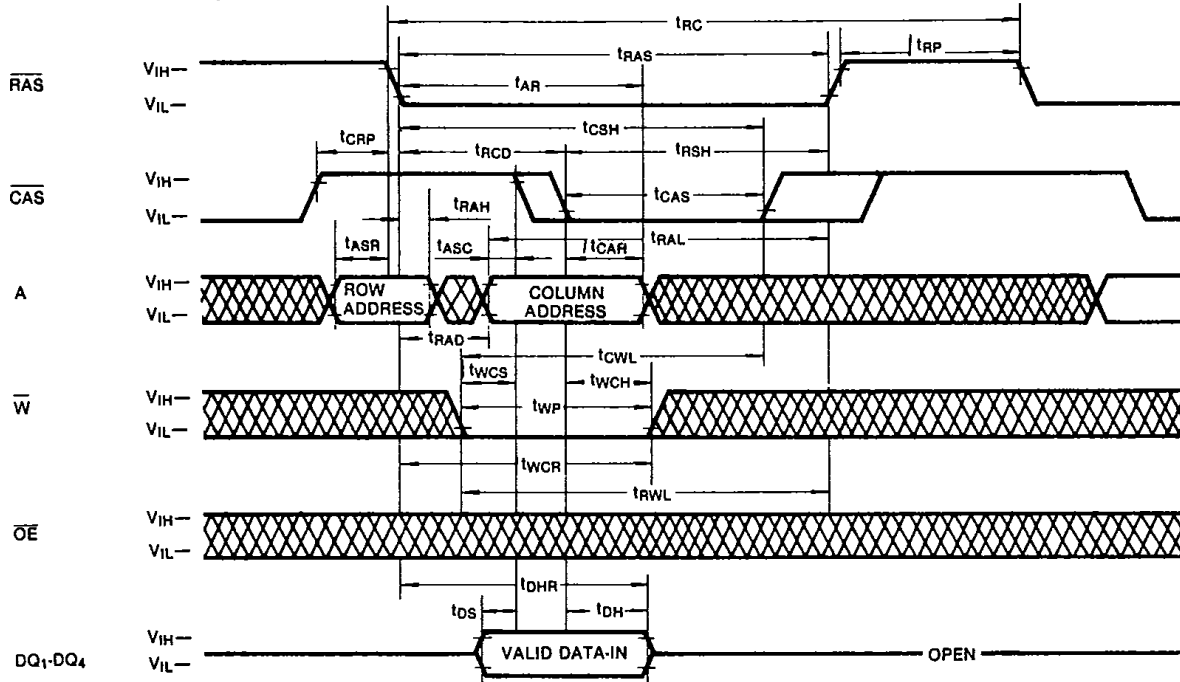 tRC
tRP
tRAS
RAS VIH
VIL
tAR
tCSH
tCRP
tRCD
tRSH
CAS VIH
VIL
tCAS
tRAH
tRAL
tASR
tASC
tCAH
A VIH
VIL
ROW ADDRESS
COLUMN ADDRESS
tRAD
tCWL
tWCS
tWCH
W VIH
VIL
tWP
tWCR
tRWL
OE VIH
VIL
tDHR
tDS
tDH
DQ1-DQ4 VIH
VIL
VALID DATA-IN
OPEN